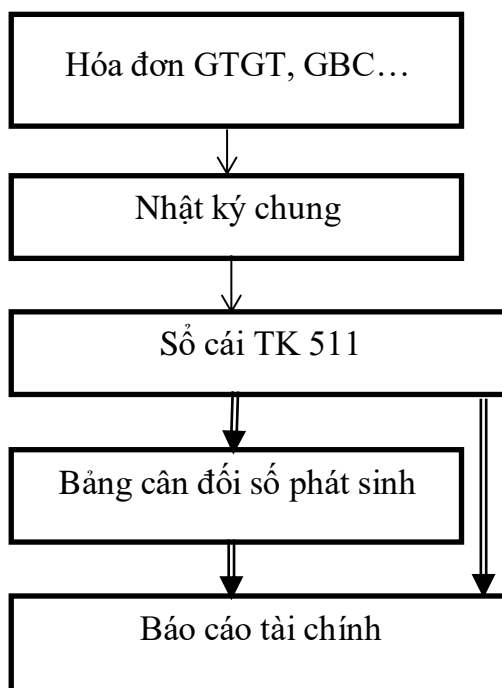 Hóa đơn GTGT, GBC…
Nhật ký chung
Sổ cái TK 511
Bảng cân đối số phát sinh
Báo cáo tài chính